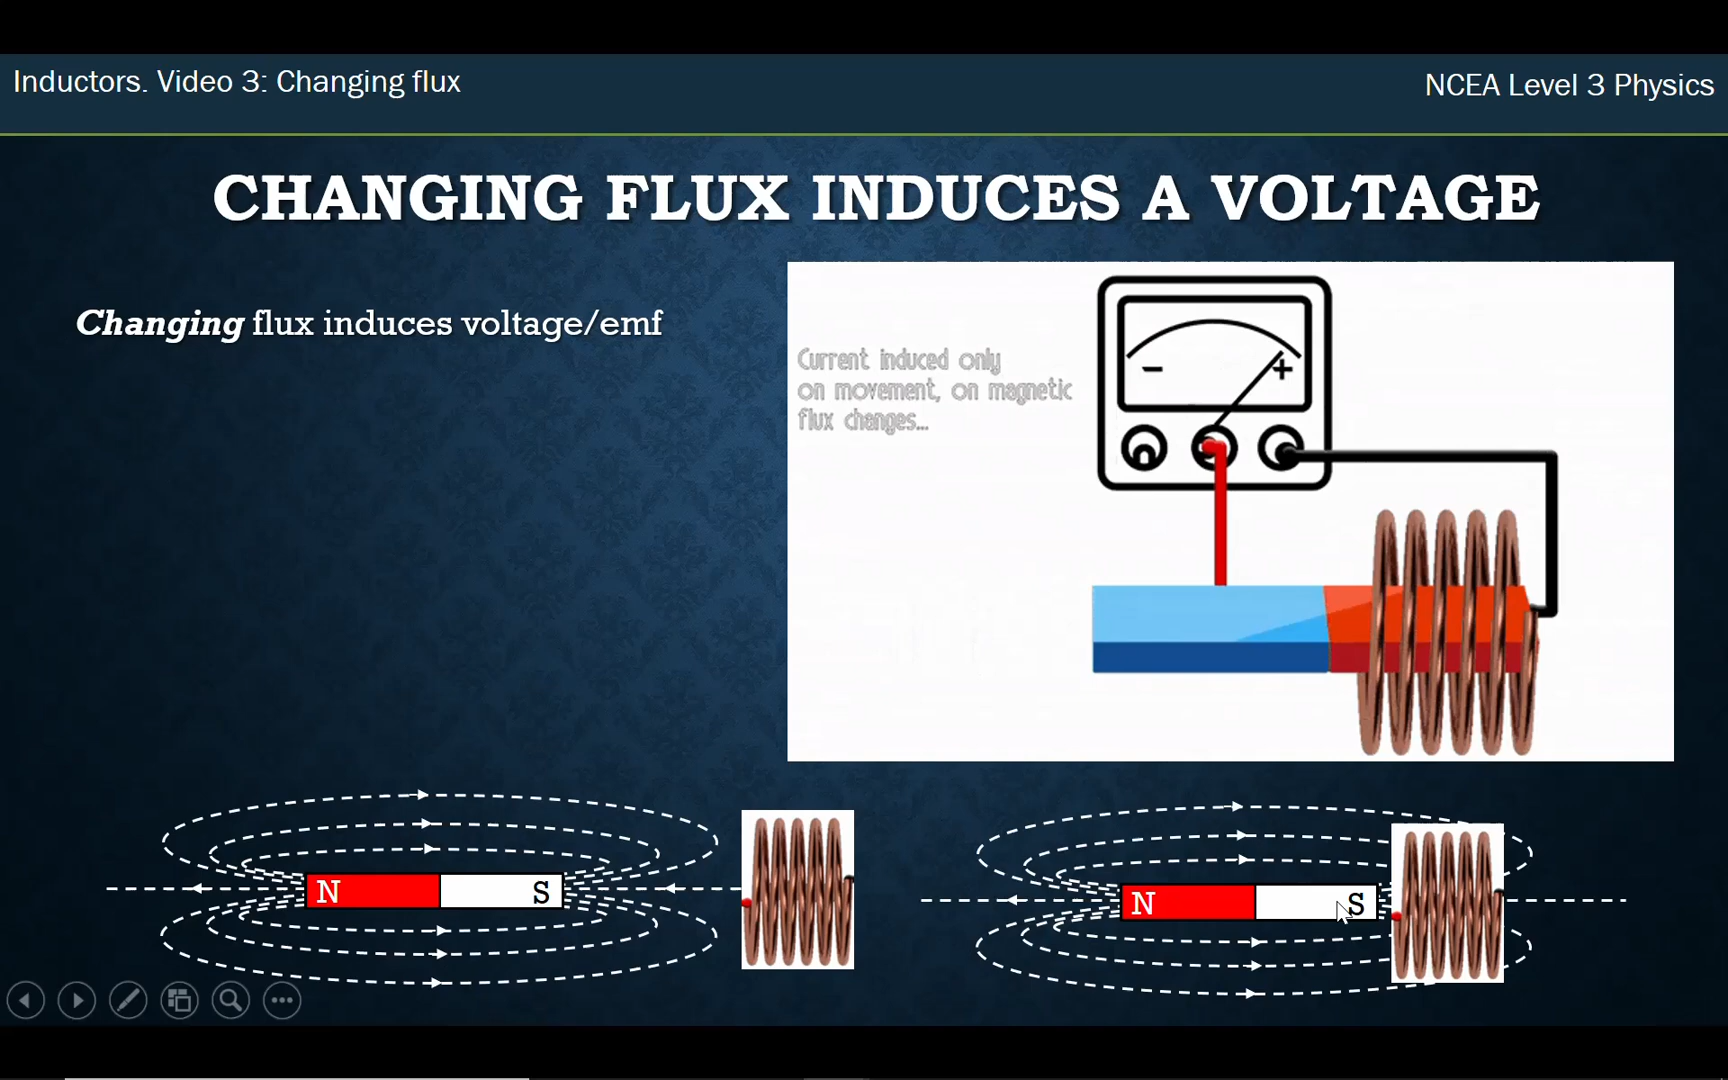 Inductors. Video 3: Changing flux
NCEA Level 3 Physics
CHANGING FLUX INDUCES A VOLTAGE
Changing flux induces voltage/emf
Current induced only
on movement, on magnetic
flux changes...
− +
N S
N S